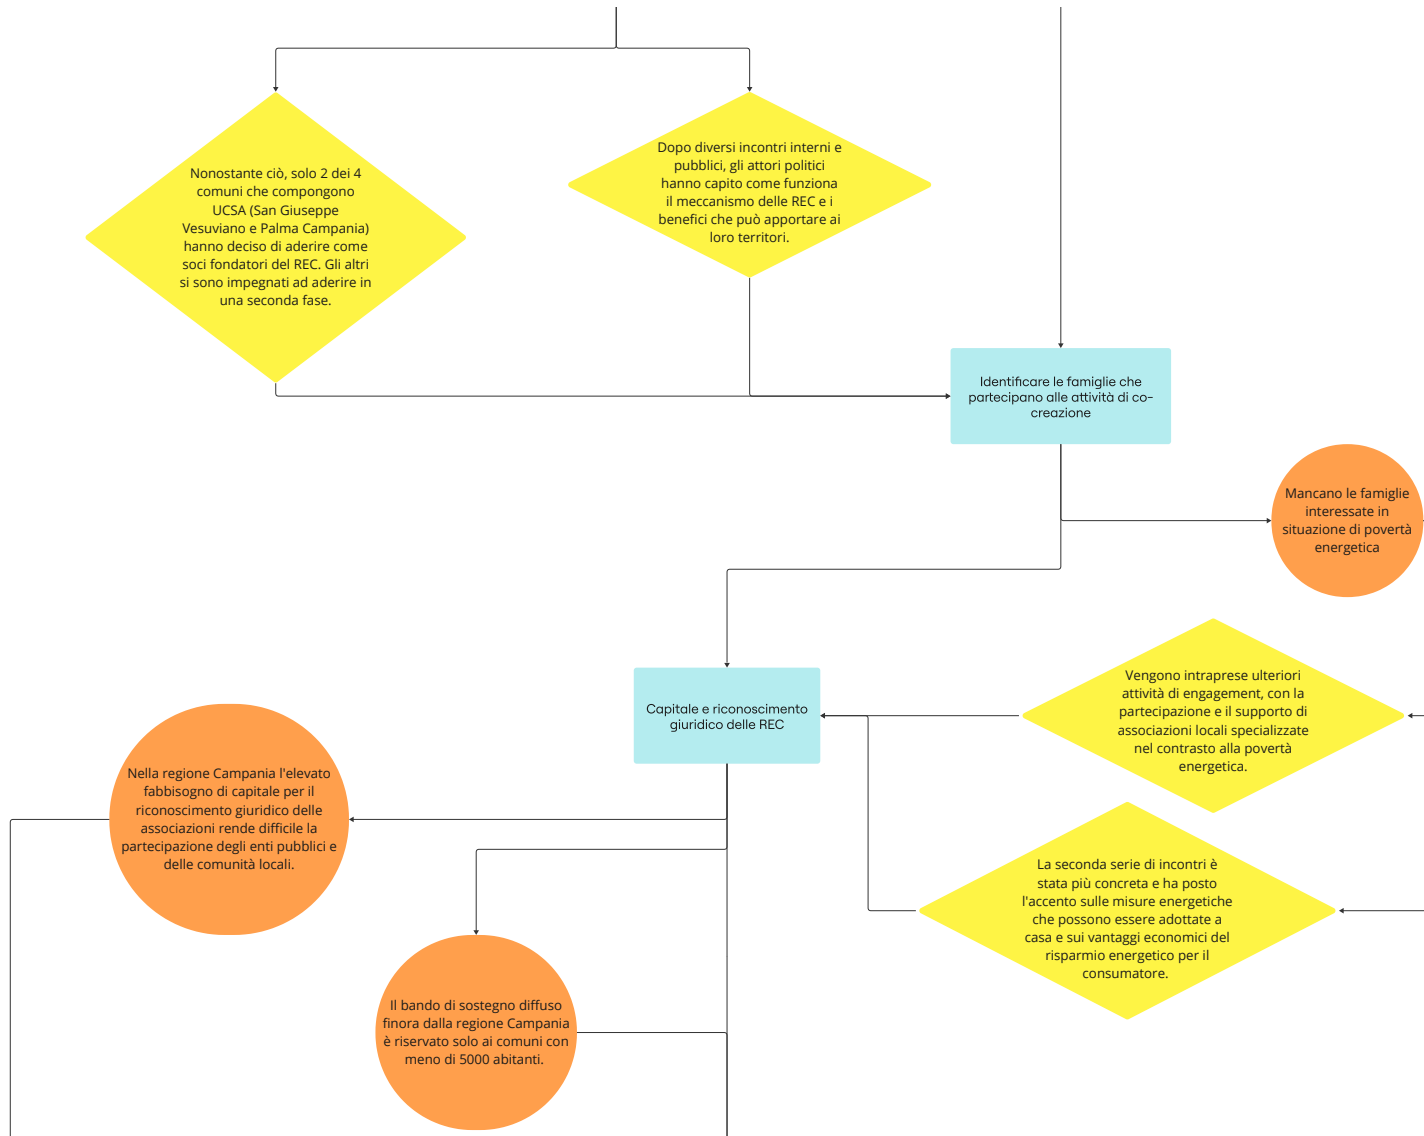 Nonostante ciò, solo 2 dei 4
comuni che compongono
UCSA (San Giuseppe
Vesuviano e Palma Campania)
hanno deciso di aderire come
soci fondatori del REC. Gli altri
si sono impegnati ad aderire in
una seconda fase.
Dopo diversi incontri interni e
pubblici, gli attori politici
hanno capito come funziona
il meccanismo delle REC e i
benefici che può apportare ai
loro territori.
Identificare le famiglie che
partecipano alle attività di co-
creazione
Mancano le famiglie
interessate in
situazione di povertà
energetica
Capitale e riconoscimento
giuridico delle REC
Vengono intraprese ulteriori
attività di engagement, con la
partecipazione e il supporto di
associazioni locali specializzate
nel contrasto alla povertà
energetica.
Nella regione Campania l'elevato
fabbisogno di capitale per il
riconoscimento giuridico delle
associazioni rende difficile la
partecipazione degli enti pubblici e
delle comunità locali.
La seconda serie di incontri è
stata più concreta e ha posto
l'accento sulle misure energetiche
che possono essere adottate a
casa e sui vantaggi economici del
risparmio energetico per il
consumatore.
Il bando di sostegno diffuso
finora dalla regione Campania
è riservato solo ai comuni con
meno di 5000 abitanti.